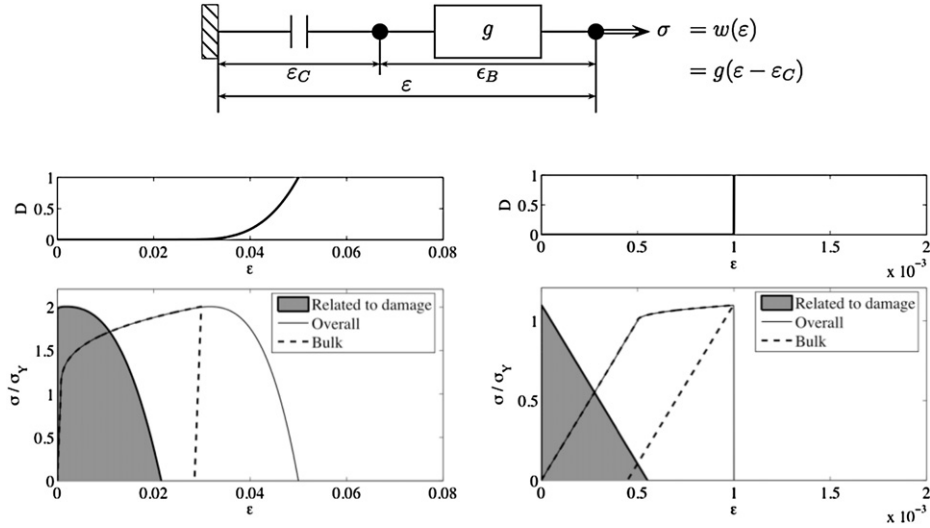 g
σ = w(ε)
= g(ε − ε_C)
ε_C
ϵ_B
ε
1
0.5
0
D
0 0.02 0.04 0.06 0.08
ε
2
1.5
1
0.5
0
σ / σ_Y
Related to damage
Overall
Bulk
0 0.02 0.04 0.06 0.08
ε
1
0.5
0
D
0 0.5 1 1.5 2
ε
x 10⁻³
1
0.5
0
σ / σ_Y
Related to damage
Overall
Bulk
0 0.5 1 1.5 2
ε
x 10⁻³